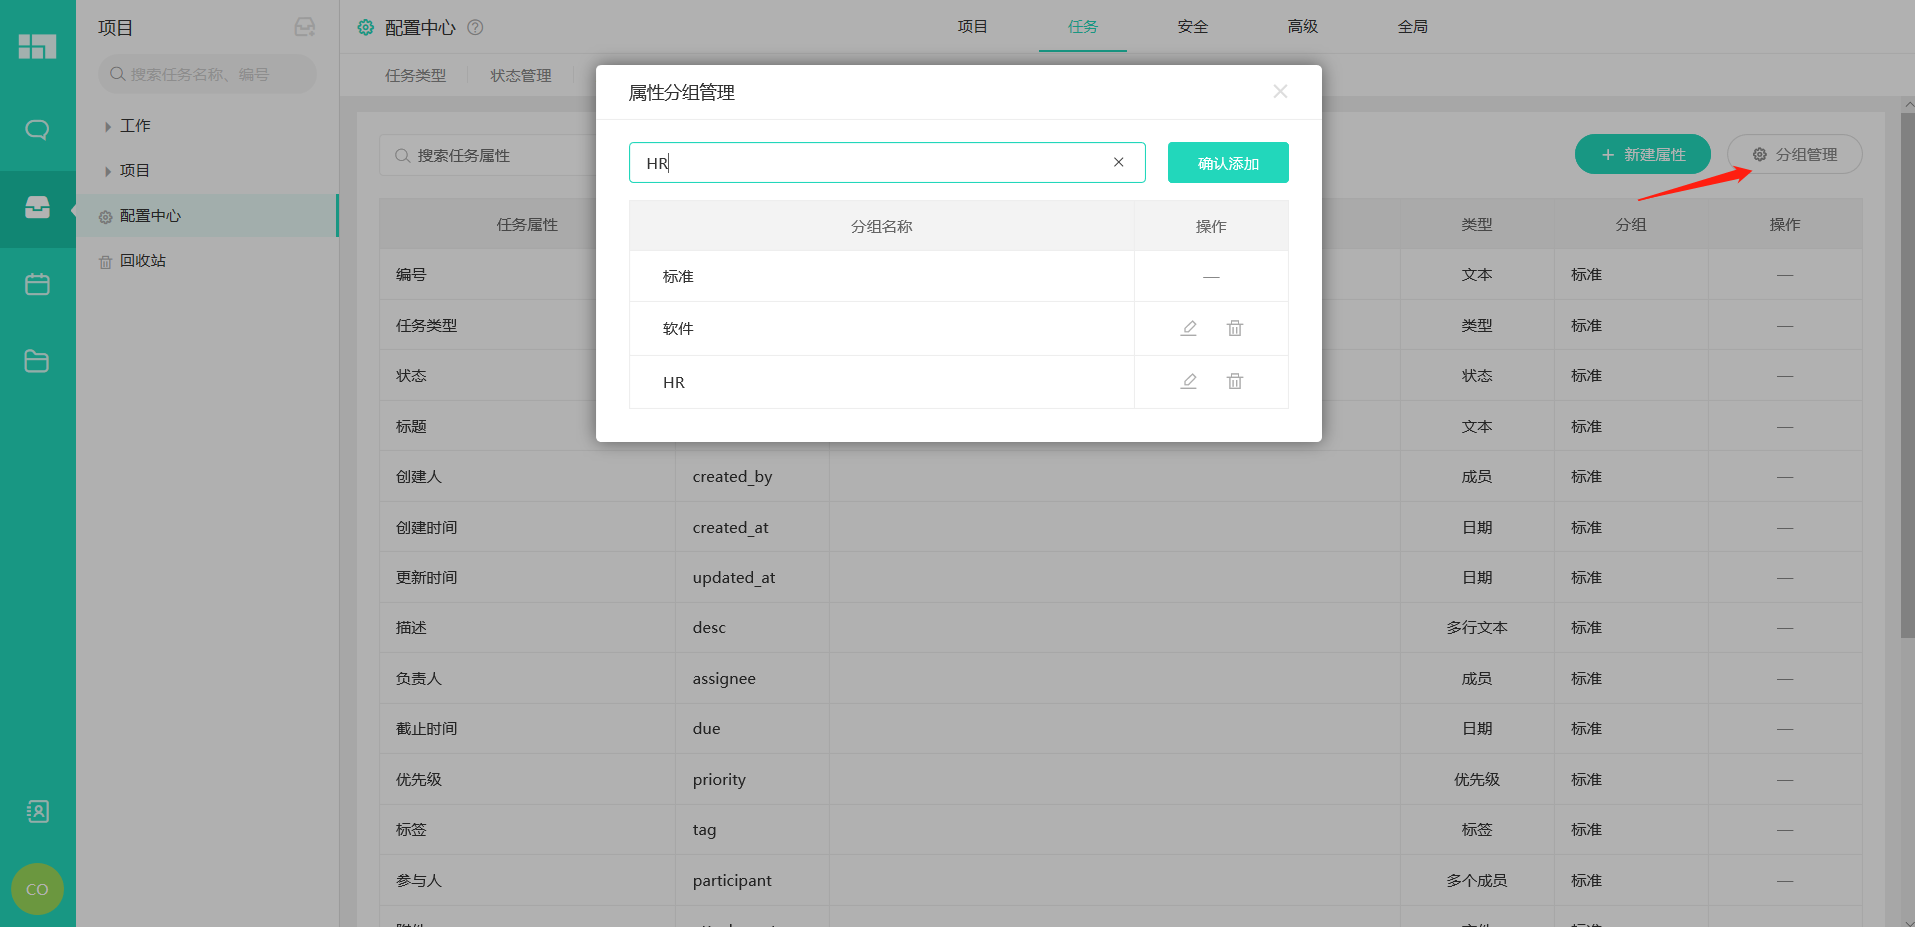 项目
搜索任务名称、编号
工作
项目
配置中心
回收站
CO
配置中心
项目
任务
安全
高级
全局
任务类型
状态管理
搜索任务属性
新建属性
分组管理
属性分组管理
HR
确认添加
分组名称 操作
标准 —
软件
HR
任务属性 类型 分组 操作
编号 文本 标准 —
任务类型 类型 标准 —
状态 状态 标准 —
标题 文本 标准 —
创建人 created_by 成员 标准 —
创建时间 created_at 日期 标准 —
更新时间 updated_at 日期 标准 —
描述 desc 多行文本 标准 —
负责人 assignee 成员 标准 —
截止时间 due 日期 标准 —
优先级 priority 优先级 标准 —
标签 tag 标签 标准 —
参与人 participant 多个成员 标准 —